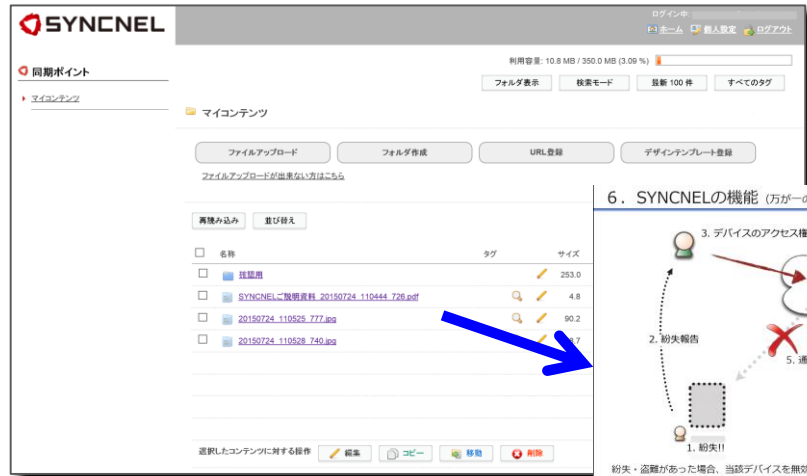 SYNCNEL
ログイン中
ホーム 個人設定 ログアウト
同期ポイント
マイコンテンツ
利用容量: 10.8 MB / 350.0 MB (3.09 %)
フォルダ表示 検索モード 最新 100 件 すべてのタグ
マイコンテンツ
ファイルアップロード フォルダ作成 URL登録 デザインテンプレート登録
ファイルアップロードが出来ない方はこちら
再読み込み 並び替え
名称 タグ サイズ
253.0
SYNCNELご説明資料_20150724_110444_726.pdf 4.8
20150724_110525_777.jpg 90.2
20150724_110528_740.jpg
選択したコンテンツに対する操作 編集 コピー 移動 削除
6. SYNCNELの機能 (万が一の
3. デバイスのアクセス権
2. 紛失報告
5. 通
1. 紛失!!
紛失・盗難があった場合、当該デバイスを無効